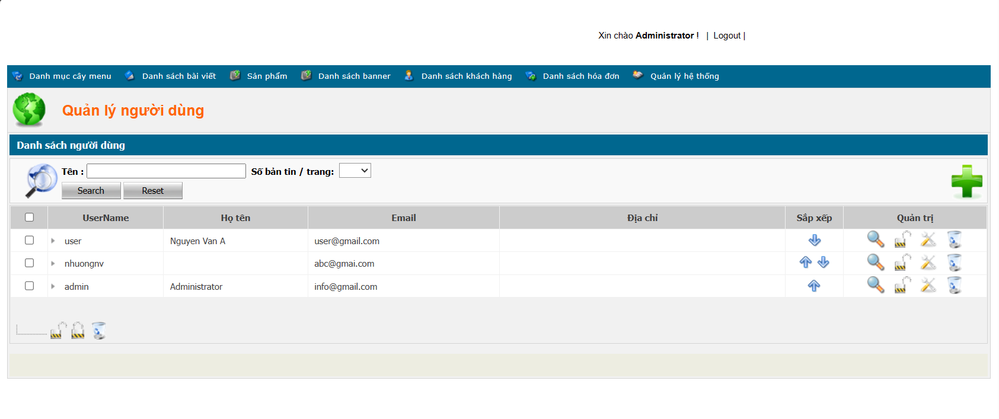 Xin chào Administrator ! | Logout |
Danh mục cây menu Danh sách bài viết Sản phẩm Danh sách banner Danh sách khách hàng Danh sách hóa đơn Quản lý hệ thống
Quản lý người dùng
Danh sách người dùng
Tên : Số bản tin / trang:
Search Reset
UserName Họ tên Email Địa chỉ Sắp xếp Quản trị
user Nguyen Van A user@gmail.com
nhuongnv abc@gmai.com
admin Administrator info@gmail.com